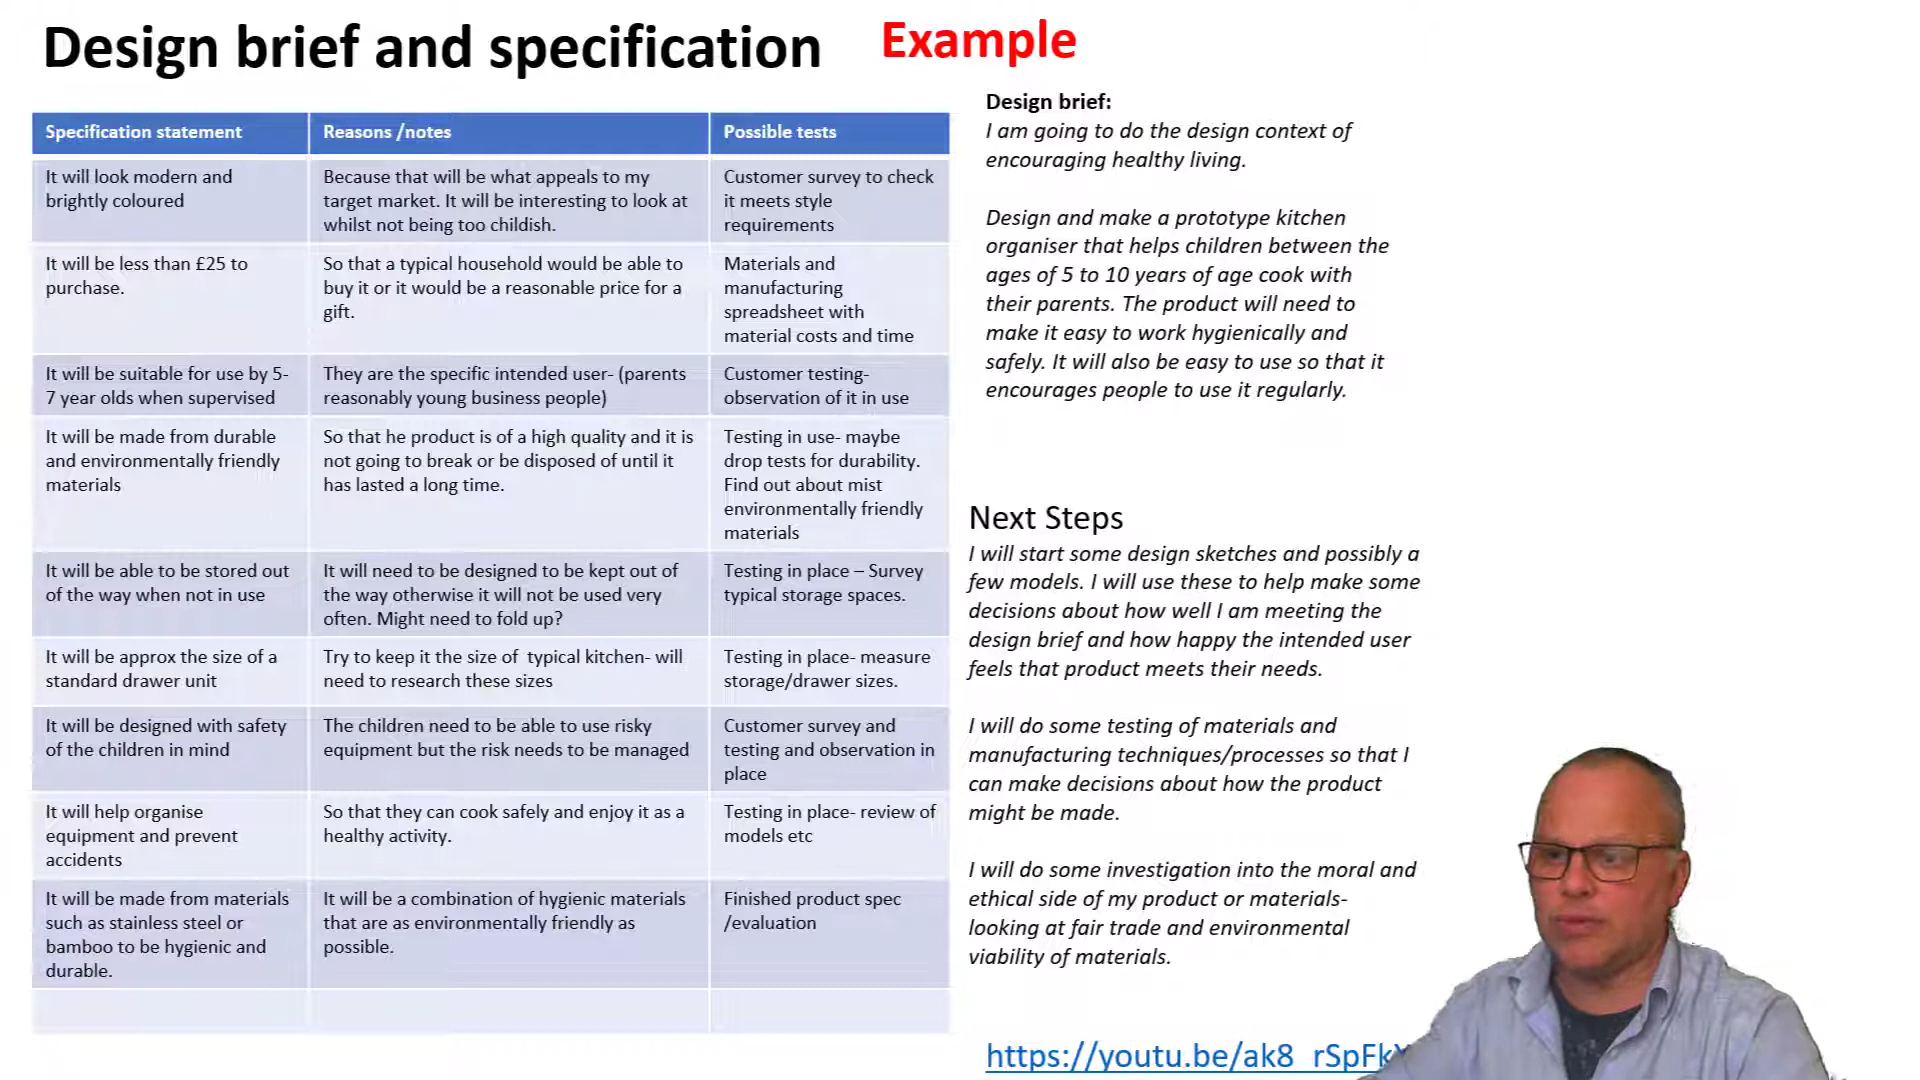 Design brief and specification
Example
Specification statement
Reasons /notes
Possible tests
It will look modern and
brightly coloured
Because that will be what appeals to my
target market. It will be interesting to look at
whilst not being too childish.
Customer survey to check
it meets style
requirements
It will be less than £25 to
purchase.
So that a typical household would be able to
buy it or it would be a reasonable price for a
gift.
Materials and
manufacturing
spreadsheet with
material costs and time
It will be suitable for use by 5-
7 year olds when supervised
They are the specific intended user- (parents
reasonably young business people)
Customer testing-
observation of it in use
It will be made from durable
and environmentally friendly
materials
So that he product is of a high quality and it is
not going to break or be disposed of until it
has lasted a long time.
Testing in use- maybe
drop tests for durability.
Find out about mist
environmentally friendly
materials
It will be able to be stored out
of the way when not in use
It will need to be designed to be kept out of
the way otherwise it will not be used very
often. Might need to fold up?
Testing in place – Survey
typical storage spaces.
It will be approx the size of a
standard drawer unit
Try to keep it the size of typical kitchen- will
need to research these sizes
Testing in place- measure
storage/drawer sizes.
It will be designed with safety
of the children in mind
The children need to be able to use risky
equipment but the risk needs to be managed
Customer survey and
testing and observation in
place
It will help organise
equipment and prevent
accidents
So that they can cook safely and enjoy it as a
healthy activity.
Testing in place- review of
models etc
It will be made from materials
such as stainless steel or
bamboo to be hygienic and
durable.
It will be a combination of hygienic materials
that are as environmentally friendly as
possible.
Finished product spec
/evaluation
Design brief:
I am going to do the design context of
encouraging healthy living.
Design and make a prototype kitchen
organiser that helps children between the
ages of 5 to 10 years of age cook with
their parents. The product will need to
make it easy to work hygienically and
safely. It will also be easy to use so that it
encourages people to use it regularly.
Next Steps
I will start some design sketches and possibly a
few models. I will use these to help make some
decisions about how well I am meeting the
design brief and how happy the intended user
feels that product meets their needs.
I will do some testing of materials and
manufacturing techniques/processes so that I
can make decisions about how the product
might be made.
I will do some investigation into the moral and
ethical side of my product or materials-
looking at fair trade and environmental
viability of materials.
https://youtu.be/ak8_rSpFk